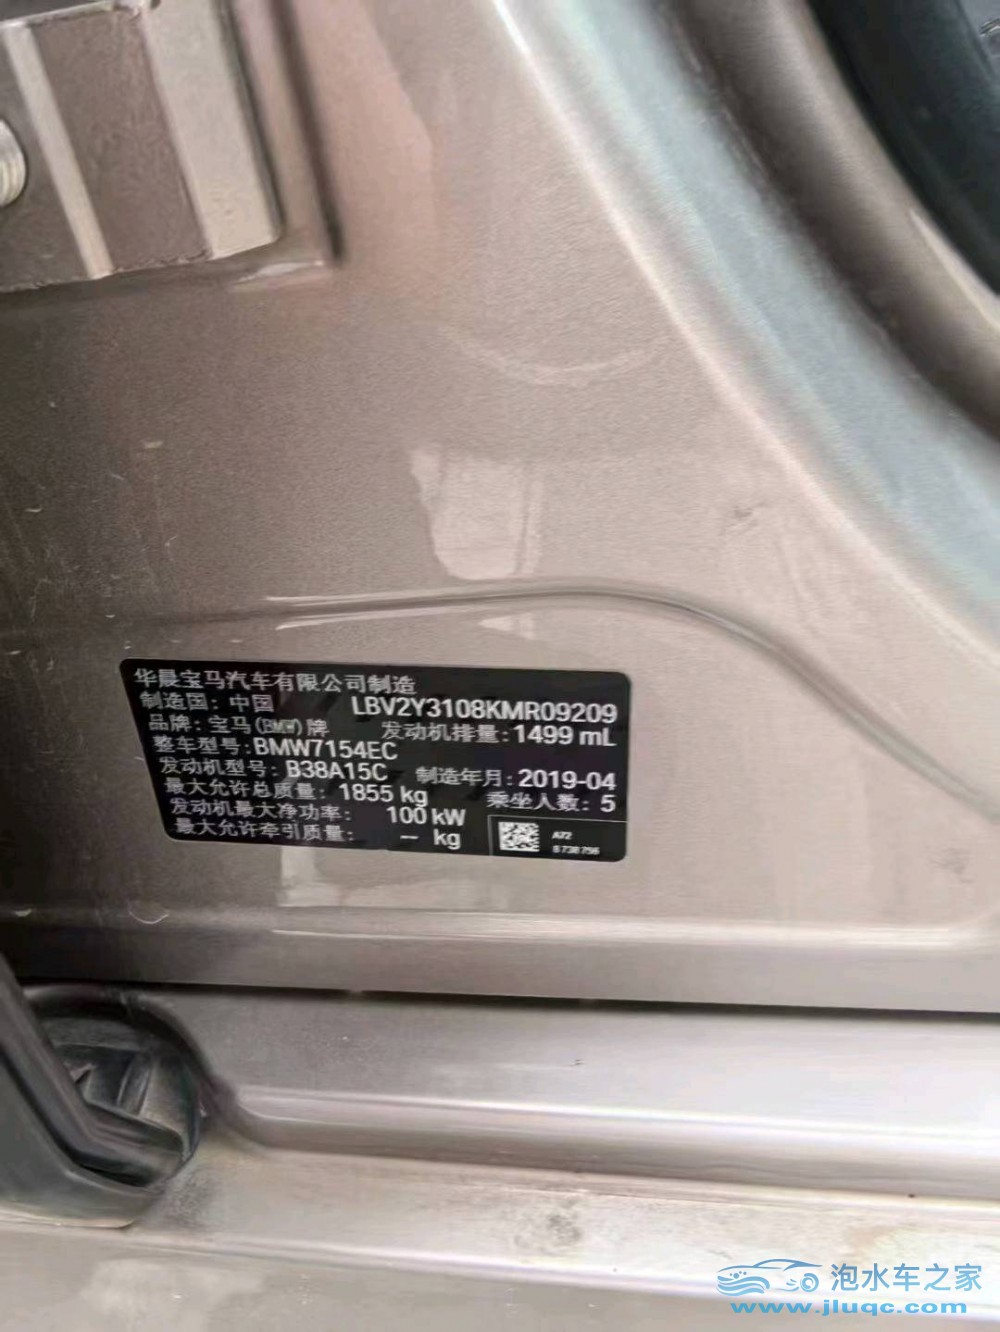 华晨宝马汽车有限公司制造
制造国：中国 LBV2Y3108KMR09209
品牌：宝马(BMW)牌 发动机排量：1499 mL
整车型号：BMW7154EC
发动机型号：B38A15C 制造年月：2019-04
最大允许总质量：1855 kg 乘坐人数：5
发动机最大净功率：100 kW
最大允许牵引质量：-- kg
A72
8738756
泡水车之家
www.jluqc.com